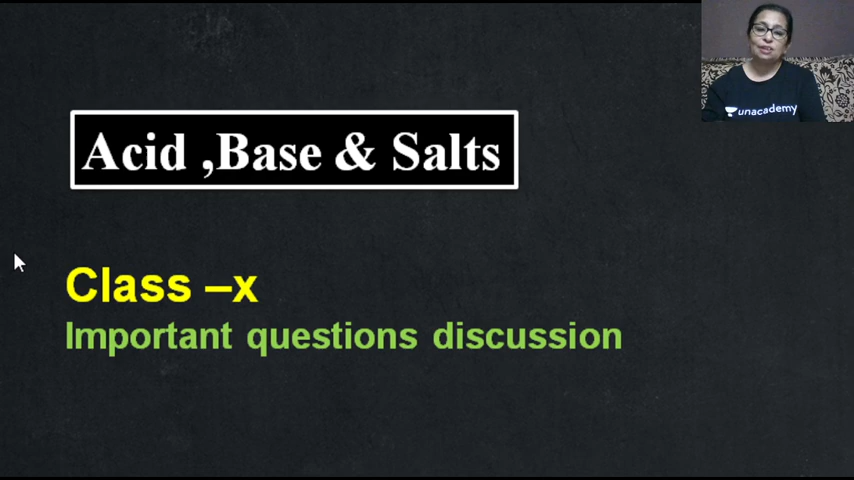 unacademy
Acid ,Base & Salts
Class –x
Important questions discussion